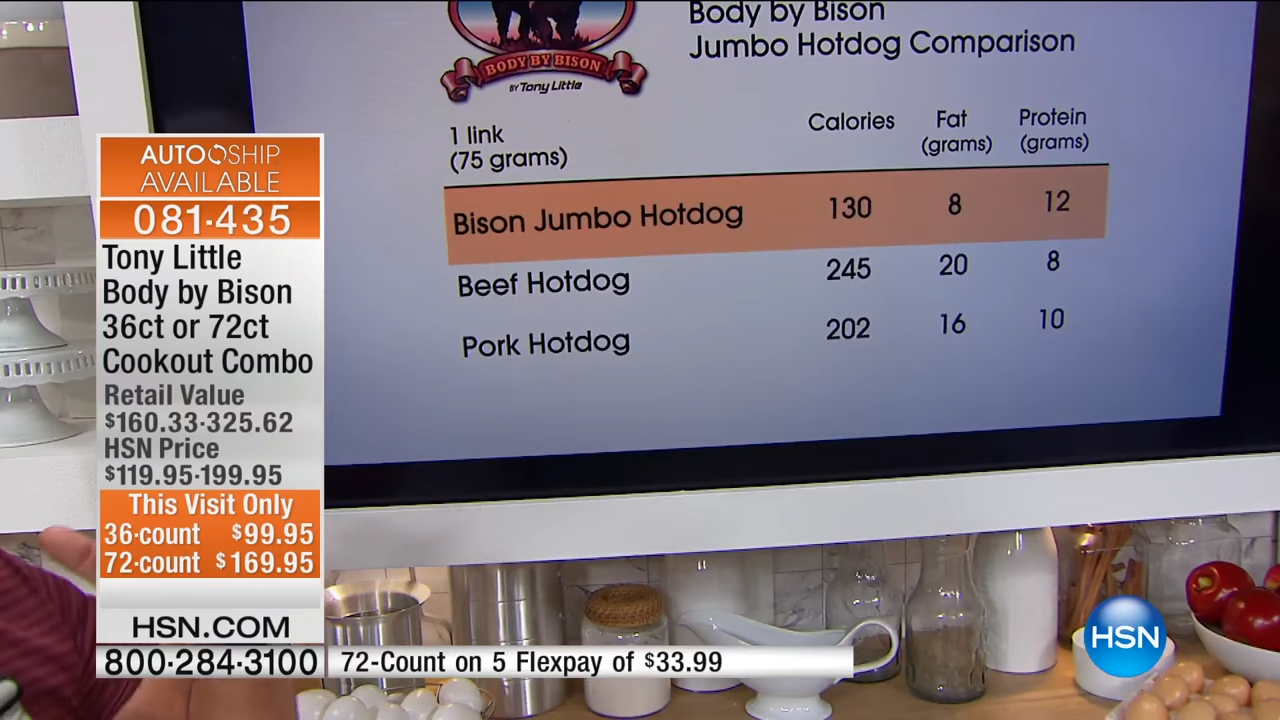 Body by Bison
Jumbo Hotdog Comparison
BODY BY BISON
BY Tony Little
1 link
(75 grams)
Calories
Fat
(grams)
Protein
(grams)
Bison Jumbo Hotdog 130 8 12
Beef Hotdog 245 20 8
Pork Hotdog 202 16 10
AUTOSHIP
AVAILABLE
081-435
Tony Little
Body by Bison
36ct or 72ct
Cookout Combo
Retail Value
$160.33-325.62
HSN Price
$119.95-199.95
This Visit Only
36-count $99.95
72-count $169.95
HSN.COM
800-284-3100
72-Count on 5 Flexpay of $33.99
HSN